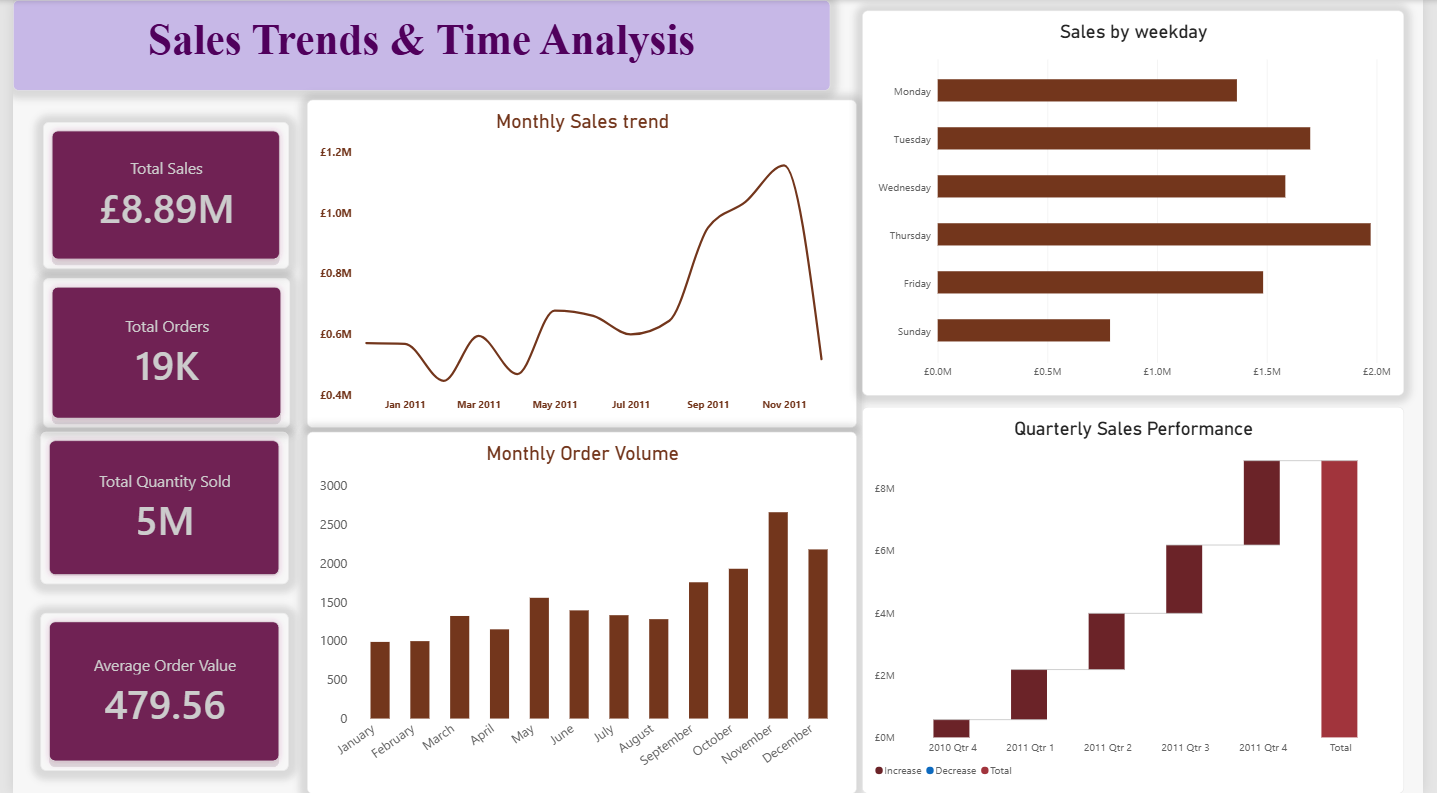 Sales Trends & Time Analysis
Total Sales
£8.89M
Total Orders
19K
Total Quantity Sold
5M
Average Order Value
479.56
Monthly Sales trend
£1.2M
£1.0M
£0.8M
£0.6M
£0.4M
Jan 2011 Mar 2011 May 2011 Jul 2011 Sep 2011 Nov 2011
Monthly Order Volume
3000
2500
2000
1500
1000
500
0
January February March April May June July August September October November December
Sales by weekday
Monday
Tuesday
Wednesday
Thursday
Friday
Sunday
£0.0M £0.5M £1.0M £1.5M £2.0M
Quarterly Sales Performance
£8M
£6M
£4M
£2M
£0M
2010 Qtr 4 2011 Qtr 1 2011 Qtr 2 2011 Qtr 3 2011 Qtr 4 Total
Increase Decrease Total